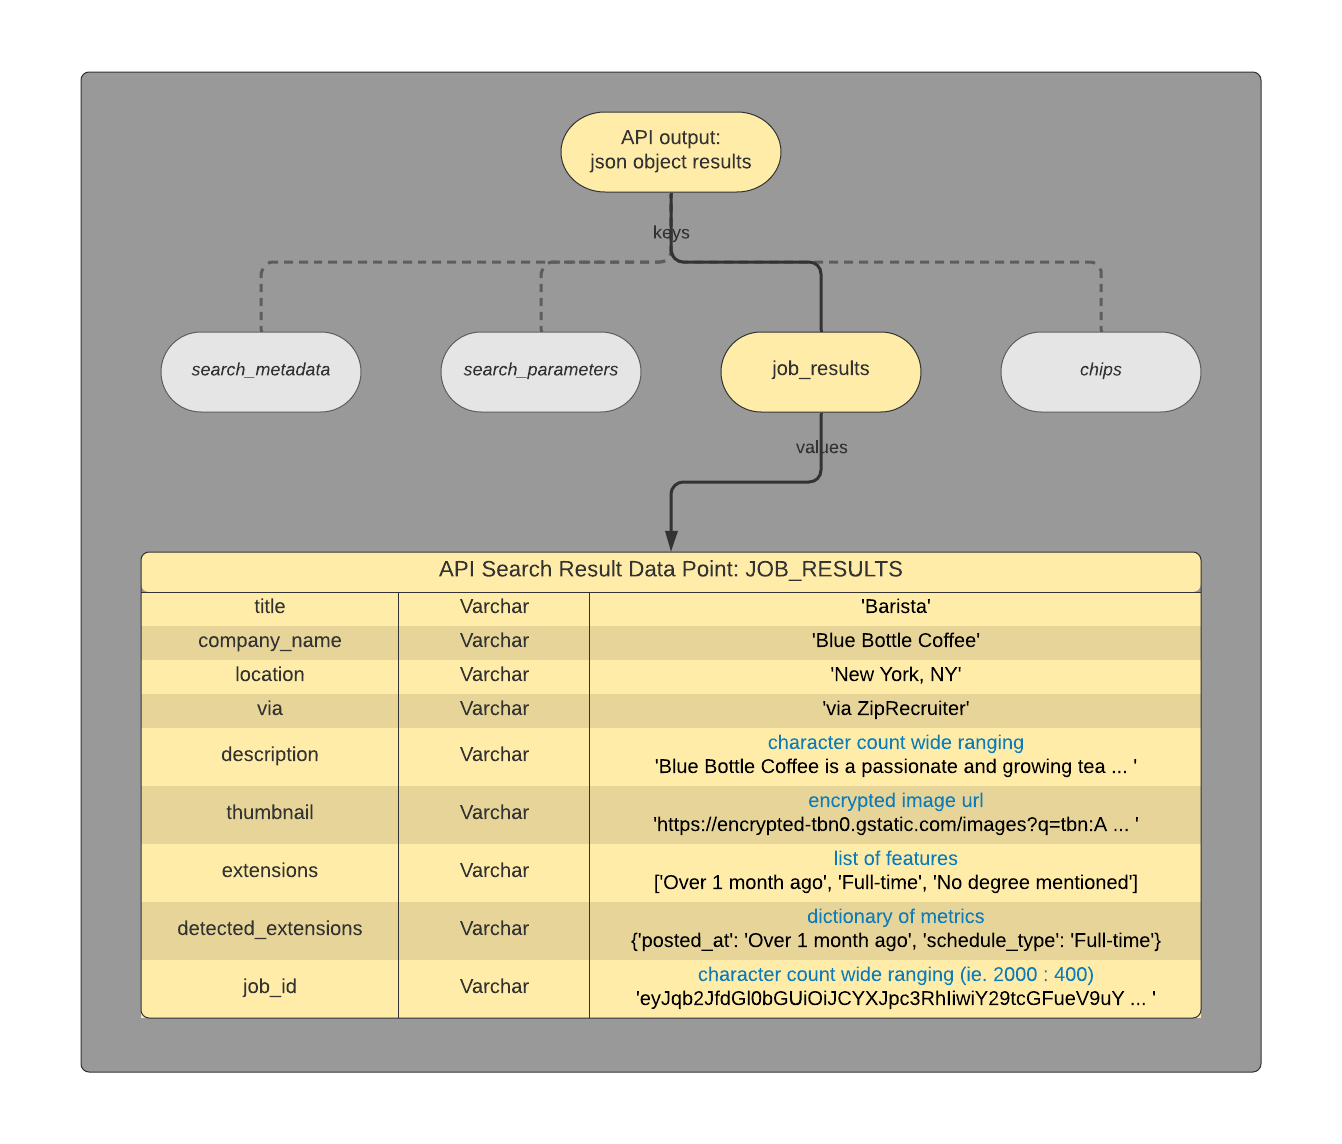 API output:
json object results
keys
search_metadata
search_parameters
job_results
chips
values
API Search Result Data Point: JOB_RESULTS
title Varchar 'Barista'
company_name Varchar 'Blue Bottle Coffee'
location Varchar 'New York, NY'
via Varchar 'via ZipRecruiter'
description Varchar character count wide ranging
'Blue Bottle Coffee is a passionate and growing tea ... '
thumbnail Varchar encrypted image url
'https://encrypted-tbn0.gstatic.com/images?q=tbn:A ... '
extensions Varchar list of features
['Over 1 month ago', 'Full-time', 'No degree mentioned']
detected_extensions Varchar dictionary of metrics
{'posted_at': 'Over 1 month ago', 'schedule_type': 'Full-time'}
job_id Varchar character count wide ranging (ie. 2000 : 400)
'eyJqb2JfdGl0bGUiOiJCYXJpc3RhIiwiY29tcGFueV9uY ... '